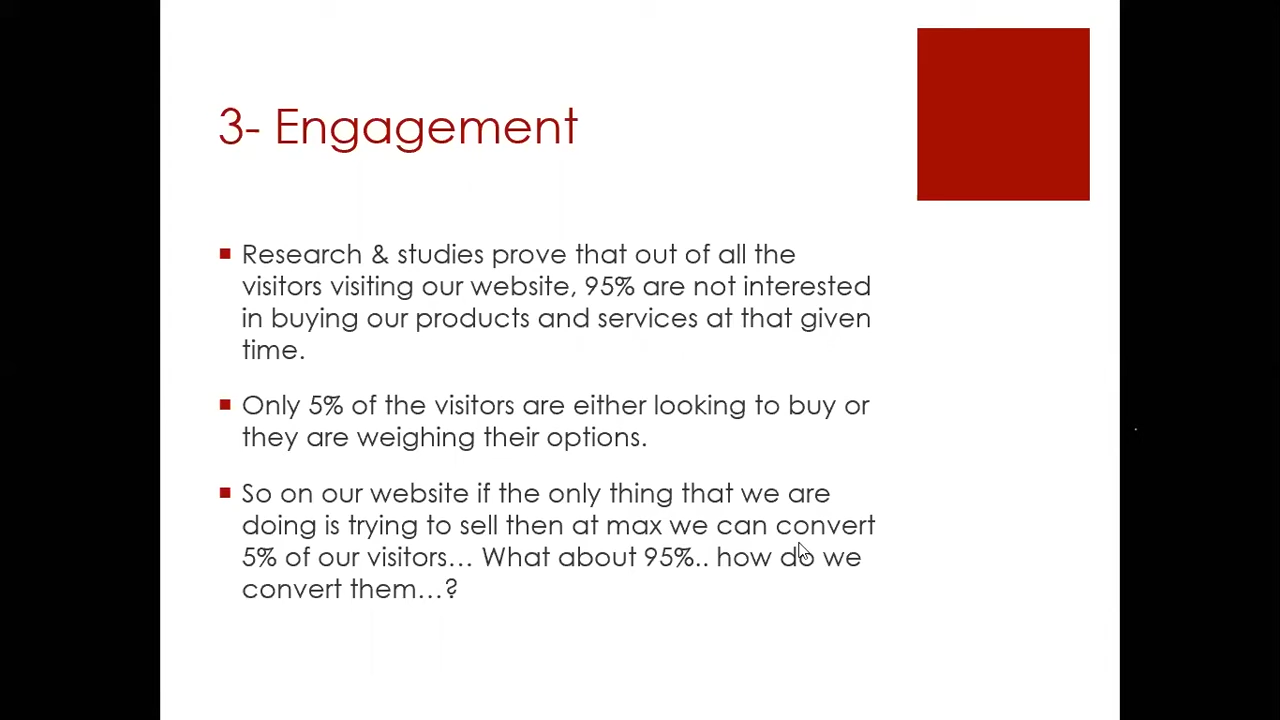 3- Engagement
Research & studies prove that out of all the
visitors visiting our website, 95% are not interested
in buying our products and services at that given
time.
Only 5% of the visitors are either looking to buy or
they are weighing their options.
So on our website if the only thing that we are
doing is trying to sell then at max we can convert
5% of our visitors... What about 95%.. how do we
convert them...?